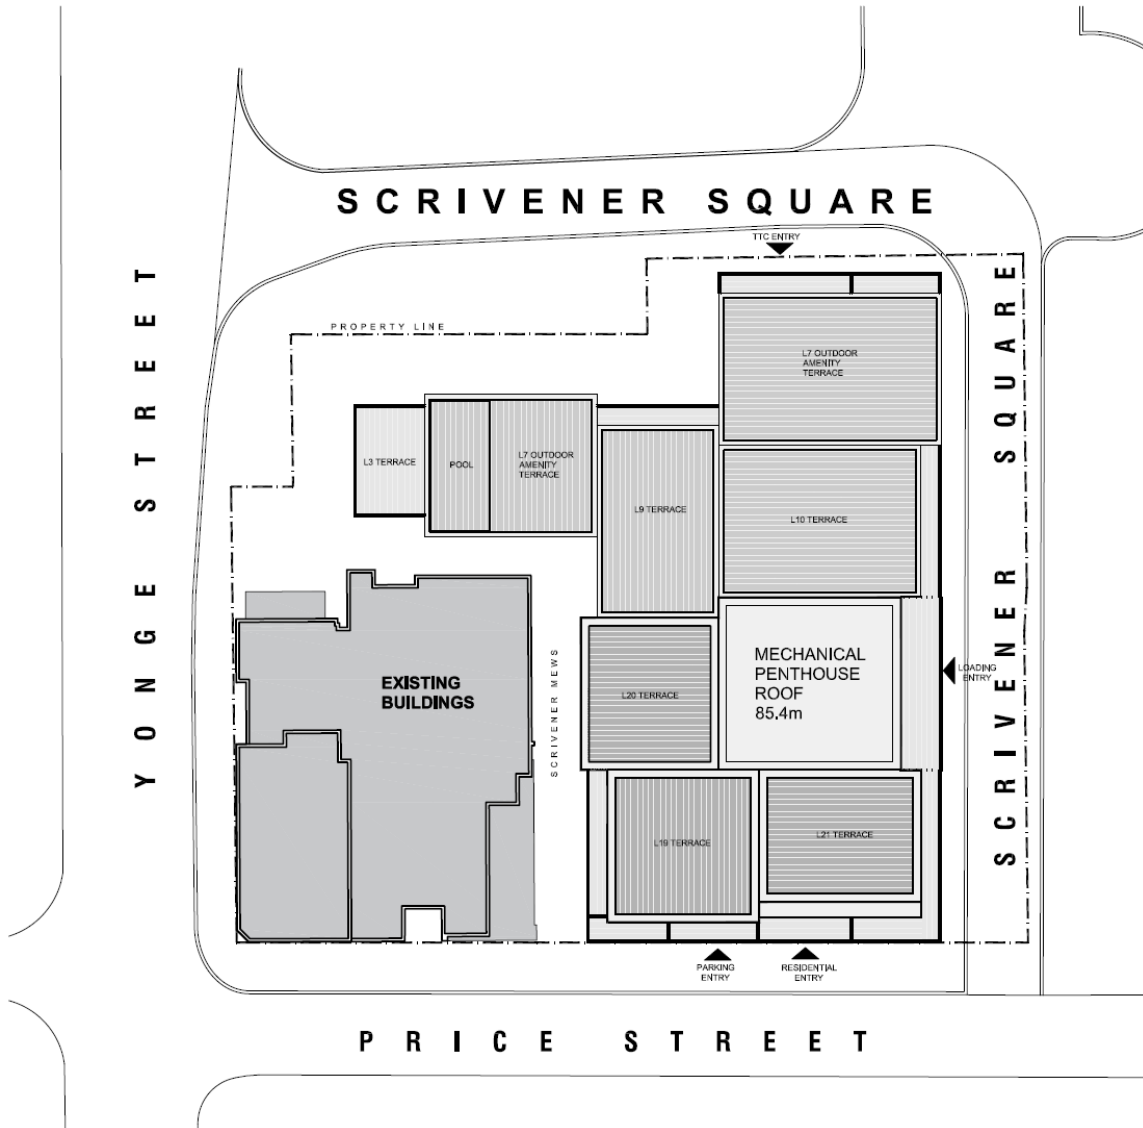 SCRIVENER SQUARE
TTC ENTRY
YONGE STREET
SCRIVENER SQUARE
PROPERTY LINE
L7 OUTDOOR
AMENITY
TERRACE
L3 TERRACE
POOL
L7 OUTDOOR
AMENITY
TERRACE
L9 TERRACE
L10 TERRACE
EXISTING
BUILDINGS
SCRIVENER MEWS
L20 TERRACE
MECHANICAL
PENTHOUSE
ROOF
85.4m
LOADING
ENTRY
L19 TERRACE
L21 TERRACE
PARKING
ENTRY
RESIDENTIAL
ENTRY
PRICE STREET